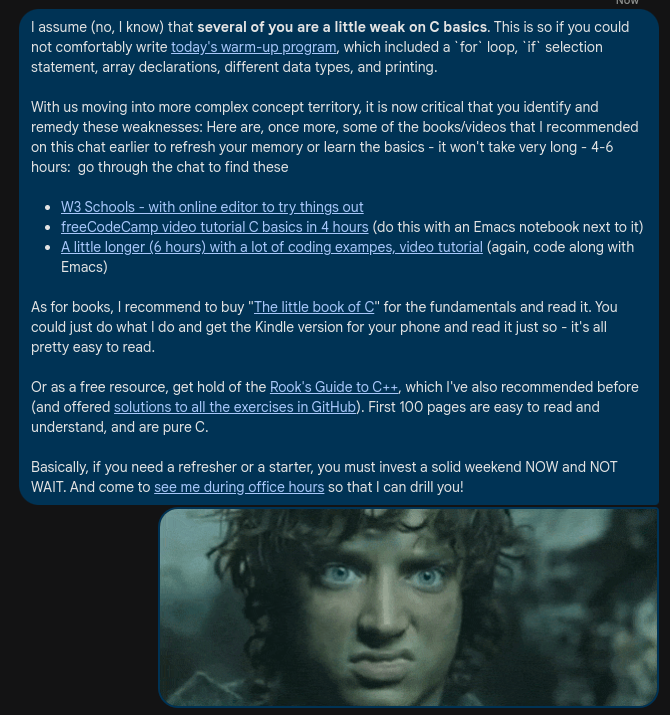 Now
I assume (no, I know) that several of you are a little weak on C basics. This is so if you could
not comfortably write today's warm-up program, which included a `for` loop, `if` selection
statement, array declarations, different data types, and printing.
With us moving into more complex concept territory, it is now critical that you identify and
remedy these weaknesses: Here are, once more, some of the books/videos that I recommended
on this chat earlier to refresh your memory or learn the basics - it won't take very long - 4-6
hours: go through the chat to find these
• W3 Schools - with online editor to try things out
• freeCodeCamp video tutorial C basics in 4 hours (do this with an Emacs notebook next to it)
• A little longer (6 hours) with a lot of coding exampes, video tutorial (again, code along with
Emacs)
As for books, I recommend to buy "The little book of C" for the fundamentals and read it. You
could just do what I do and get the Kindle version for your phone and read it just so - it's all
pretty easy to read.
Or as a free resource, get hold of the Rook's Guide to C++, which I've also recommended before
(and offered solutions to all the exercises in GitHub). First 100 pages are easy to read and
understand, and are pure C.
Basically, if you need a refresher or a starter, you must invest a solid weekend NOW and NOT
WAIT. And come to see me during office hours so that I can drill you!